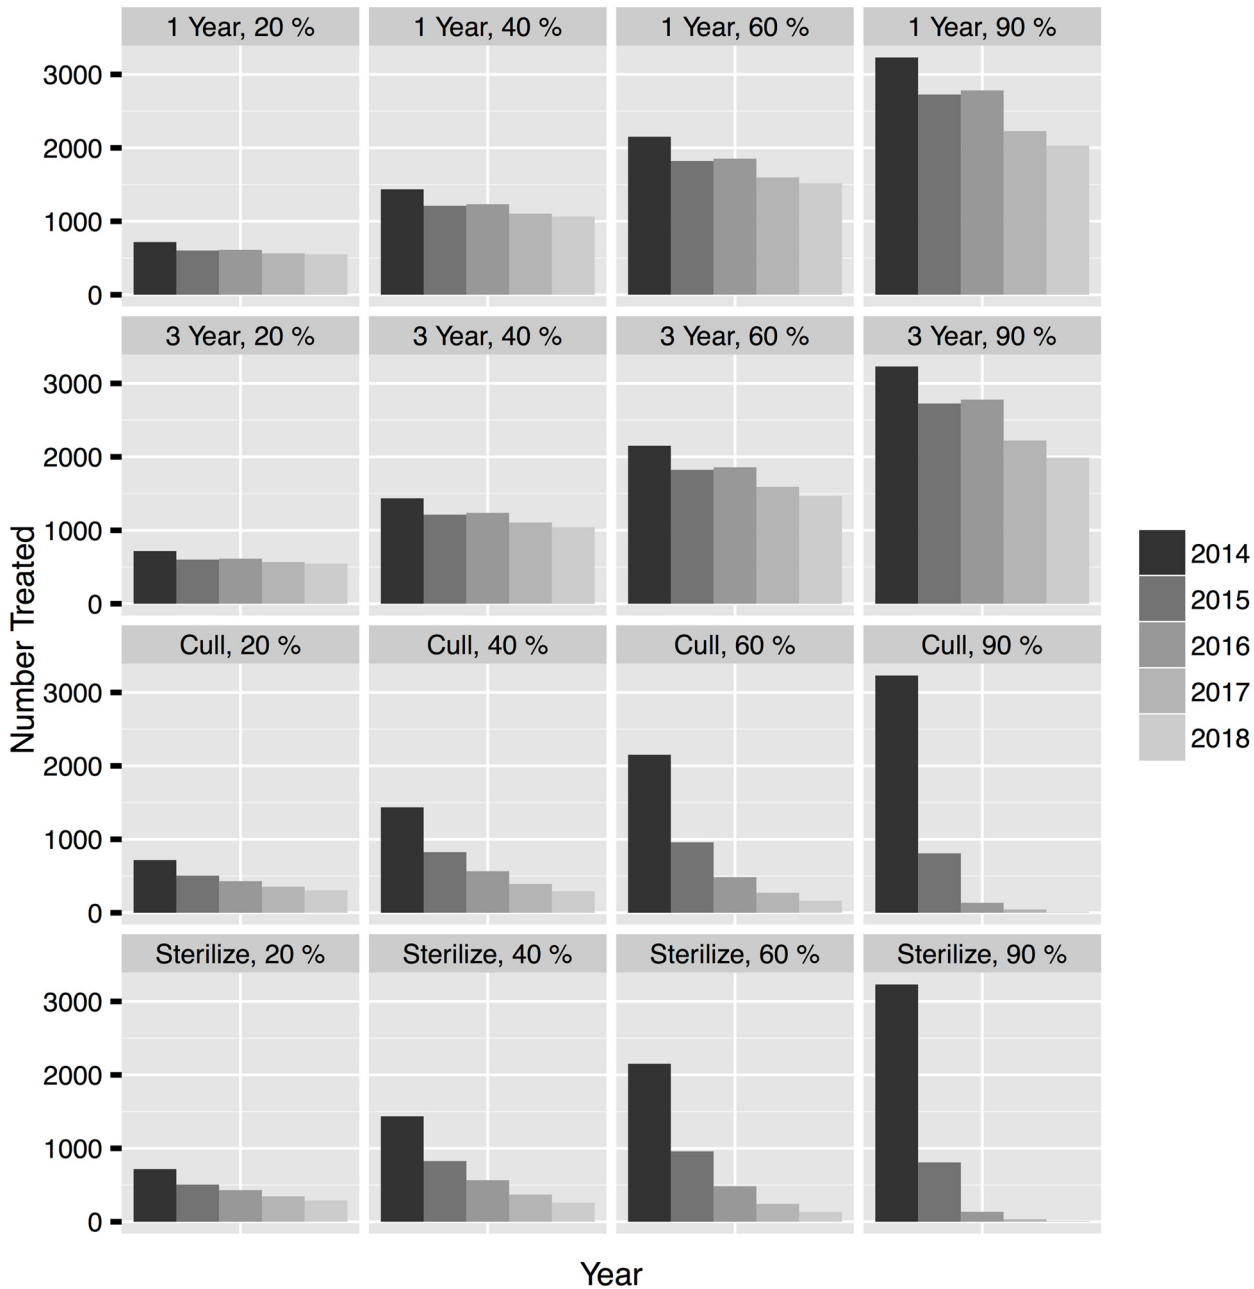 1 Year, 20 %
1 Year, 40 %
1 Year, 60 %
1 Year, 90 %
3000
2000
1000
0
3 Year, 20 %
3 Year, 40 %
3 Year, 60 %
3 Year, 90 %
3000
2000
1000
0
Number Treated
Cull, 20 %
Cull, 40 %
Cull, 60 %
Cull, 90 %
3000
2000
1000
0
Sterilize, 20 %
Sterilize, 40 %
Sterilize, 60 %
Sterilize, 90 %
3000
2000
1000
0
Year
2014
2015
2016
2017
2018